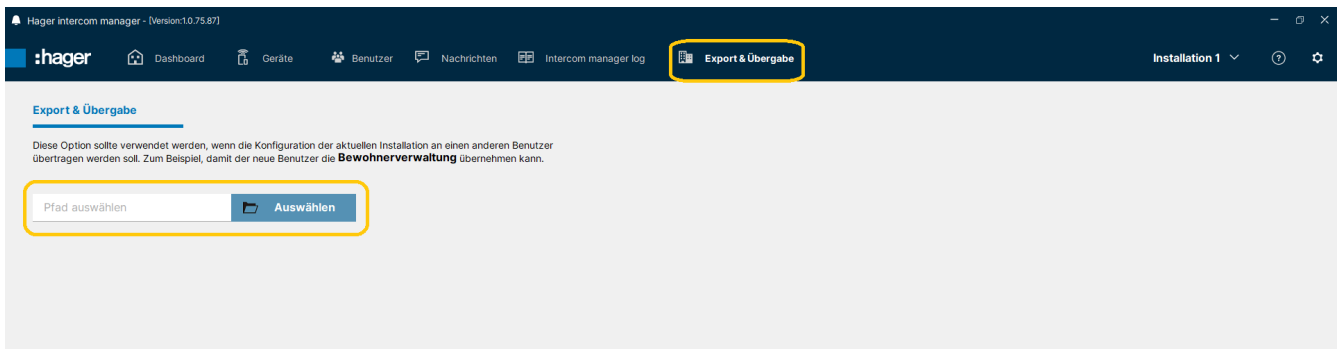 Hager intercom manager - [Version:1.0.75.87]
:hager Dashboard Geräte Benutzer Nachrichten Intercom manager log Export & Übergabe Installation 1 ?
Export & Übergabe
Diese Option sollte verwendet werden, wenn die Konfiguration der aktuellen Installation an einen anderen Benutzer
übertragen werden soll. Zum Beispiel, damit der neue Benutzer die Bewohnerverwaltung übernehmen kann.
Pfad auswählen Auswählen